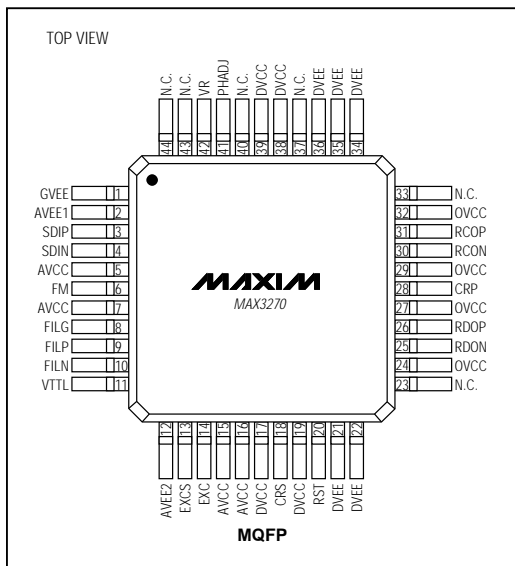 TOP VIEW
N.C. N.C. VR PHADJ N.C. DVCC DVCC N.C. DVEE DVEE DVEE
44 43 42 41 40 39 38 37 36 35 34
GVEE 1
AVEE1 2
SDIP 3
SDIN 4
AVCC 5
FM 6
AVCC 7
FILG 8
FILP 9
FILN 10
VTTL 11
MAXIM
MAX3270
33 N.C.
32 OVCC
31 RCOP
30 RCON
29 OVCC
28 CRP
27 OVCC
26 RDOP
25 RDON
24 OVCC
23 N.C.
12 13 14 15 16 17 18 19 20 21 22
AVEE2 EXCS EXC AVCC AVCC DVCC CRS DVCC RST DVEE DVEE
MQFP